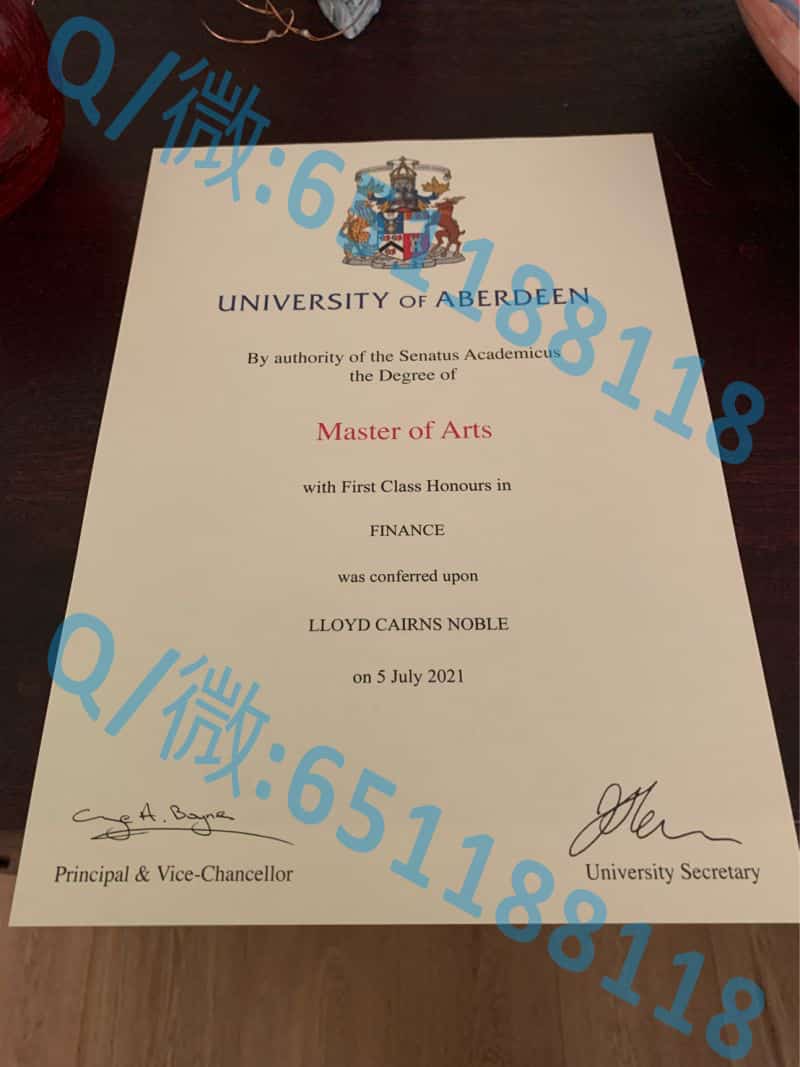 Q/微:651188118
UNIVERSITY OF ABERDEEN
By authority of the Senatus Academicus
the Degree of
Master of Arts
with First Class Honours in
FINANCE
was conferred upon
LLOYD CAIRNS NOBLE
on 5 July 2021
Q/微:651188118
Principal & Vice-Chancellor
University Secretary